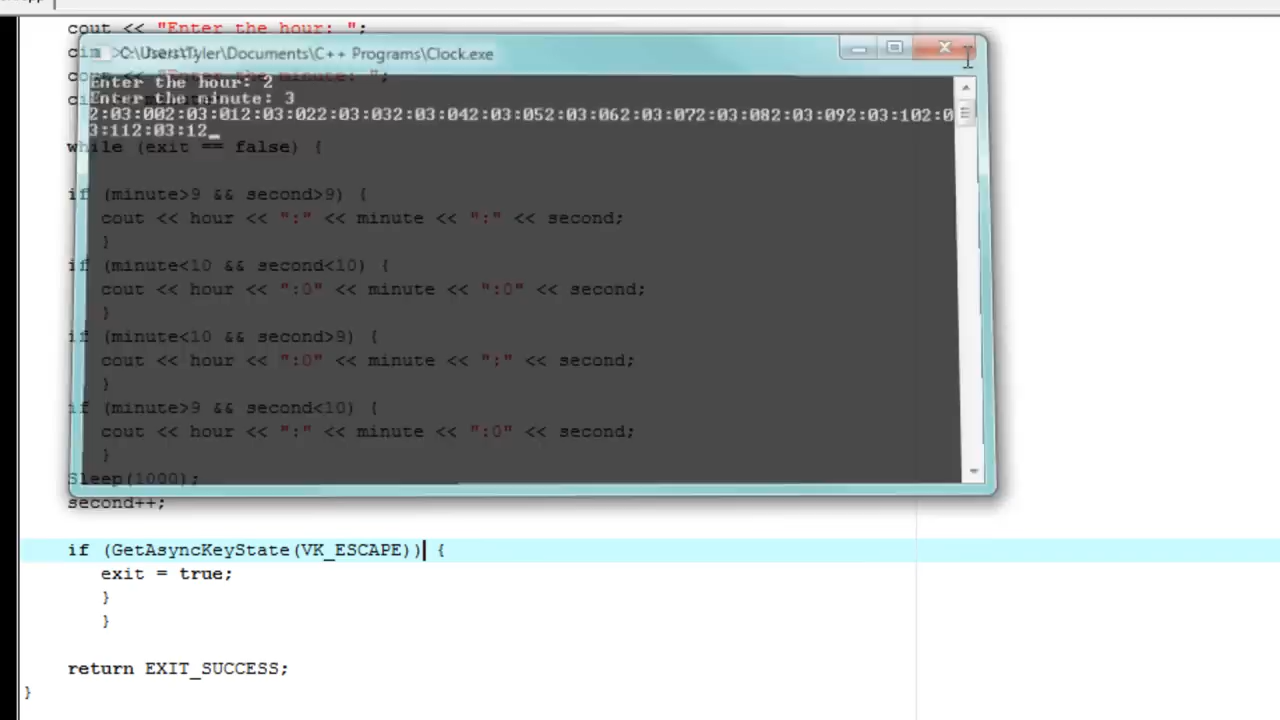 cout << "Enter the hour: ";
C:\Users\Tyler\Documents\C++ Programs\Clock.exe
Enter the hour: 2
Enter the minute: 3
2:03:002:03:012:03:022:03:032:03:042:03:052:03:062:03:072:03:082:03:092:03:102:0
3:112:03:12_
while (exit == false) {
if (minute>9 && second>9) {
cout << hour << ":" << minute << ":" << second;
}
if (minute<10 && second<10) {
cout << hour << ":0" << minute << ":0" << second;
}
if (minute<10 && second>9) {
cout << hour << ":0" << minute << ":" << second;
}
if (minute>9 && second<10) {
cout << hour << ":" << minute << ":0" << second;
}
Sleep(1000);
second++;
if (GetAsyncKeyState(VK_ESCAPE)) {
exit = true;
}
}
return EXIT_SUCCESS;
}